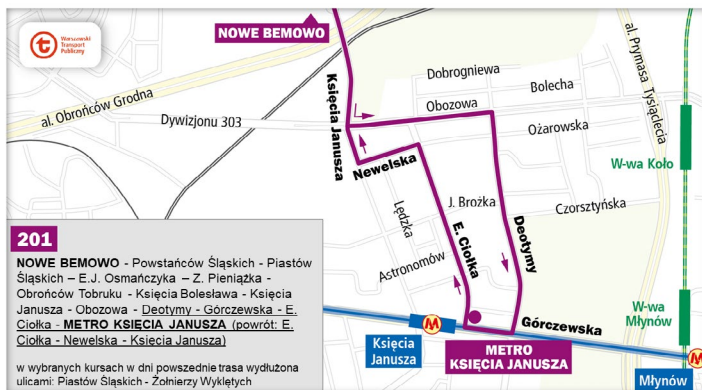 Warszawski
Transport
Publiczny
NOWE BEMOWO
al. Obrońców Grodna
Dywizjonu 303
Księcia Janusza
Dobrogniewa
Bolecha
Obozowa
Ożarowska
al. Prymasa Tysiąclecia
W-wa Koło
Newelska
Lędzka
J. Brożka
Czorsztyńska
E. Ciołka
Deotymy
Astronomów
W-wa
Młynów
Górczewska
M
Księcia
Janusza
METRO
KSIĘCIA JANUSZA
M
Młynów
201
NOWE BEMOWO - Powstańców Śląskich - Piastów
Śląskich – E.J. Osmańczyka – Z. Pieniążka -
Obrońców Tobruku - Księcia Bolesława - Księcia
Janusza - Obozowa - Deotymy - Górczewska - E.
Ciołka - METRO KSIĘCIA JANUSZA (powrót: E.
Ciołka - Newelska - Ksiecia Janusza)
w wybranych kursach w dni powszednie trasa wydłużona
ulicami: Piastów Śląskich - Żołnierzy Wyklętych